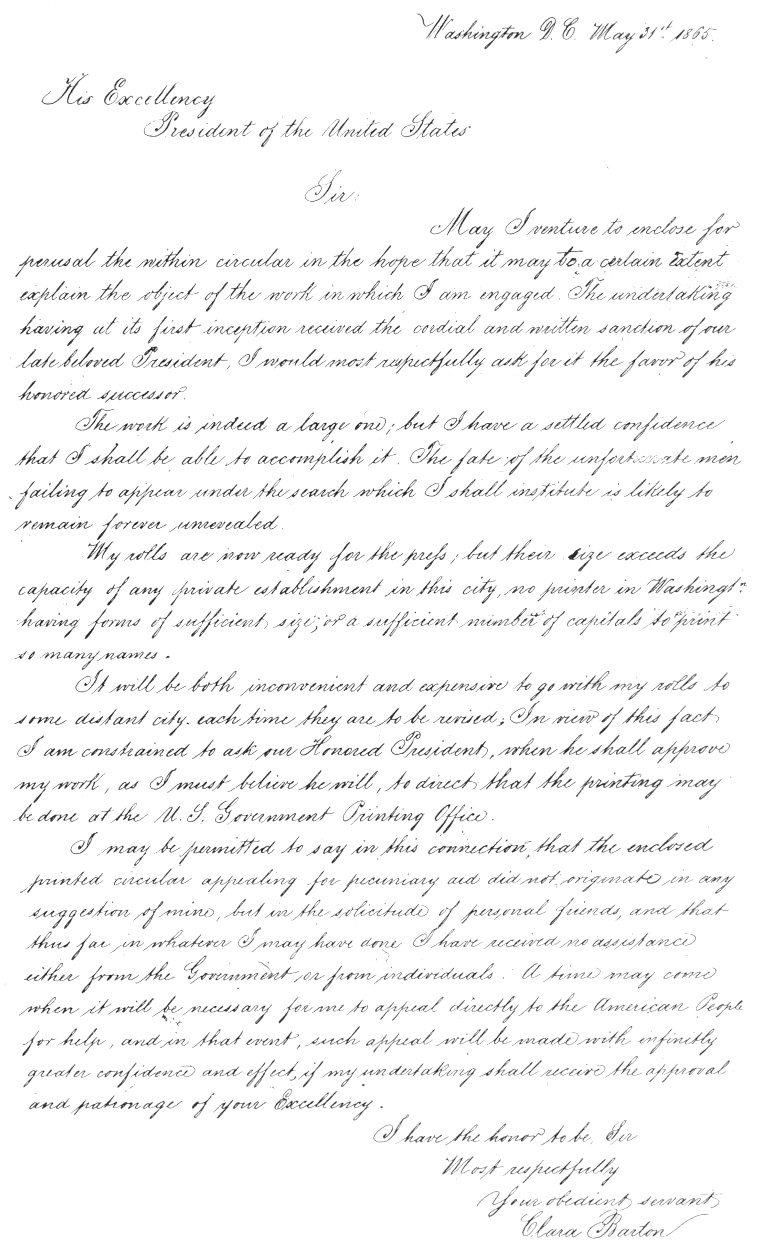 Washington D.C. May 31st 1865.
His Excellency
President of the United States
Sir:
May I venture to enclose for
perusal the within circular in the hope that it may to a certain extent
explain the object of the work in which I am engaged. The undertaking
having at its first inception received the cordial and written sanction of our
late beloved President, I would most respectfully ask for it the favor of his
honored successor.
The work is indeed a large one; but I have a settled confidence
that I shall be able to accomplish it. The fate of the unfortunate men
failing to appear under the search which I shall institute is likely to
remain forever unrevealed.
My rolls are now ready for the press; but their size exceeds the
capacity of any private establishment in this city, no printer in Washingtn
having forms of sufficient size, or a sufficient number of capitals to print
so many names.
It will be both inconvenient and expensive to go with my rolls to
some distant city each time they are to be revised; In view of this fact
I am constrained to ask our Honored President, when he shall approve
my work, as I must believe he will, to direct that the printing may
be done at the U.S. Government Printing Office.
I may be permitted to say in this connection, that the enclosed
printed circular appealing for pecuniary aid did not originate in any
suggestion of mine, but in the solicitude of personal friends, and that
thus far in whatever I may have done I have received no assistance
either from the Government or from individuals. A time may come
when it will be necessary for me to appeal directly to the American People
for help, and in that event, such appeal will be made with infinitly
greater confidence and effect, if my undertaking shall receive the approval
and patronage of your Excellency.
I have the honor to be, Sir
Most respectfully
Your obedient servant
Clara Barton